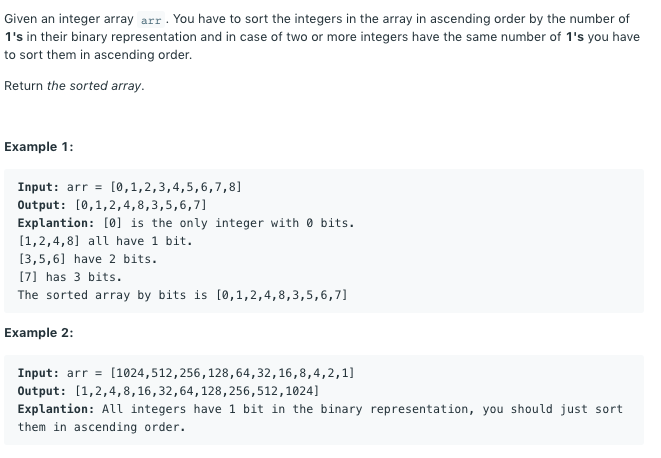 Given an integer array arr . You have to sort the integers in the array in ascending order by the number of
1's in their binary representation and in case of two or more integers have the same number of 1's you have
to sort them in ascending order.
Return the sorted array.
Example 1:
Input: arr = [0,1,2,3,4,5,6,7,8]
Output: [0,1,2,4,8,3,5,6,7]
Explantion: [0] is the only integer with 0 bits.
[1,2,4,8] all have 1 bit.
[3,5,6] have 2 bits.
[7] has 3 bits.
The sorted array by bits is [0,1,2,4,8,3,5,6,7]
Example 2:
Input: arr = [1024,512,256,128,64,32,16,8,4,2,1]
Output: [1,2,4,8,16,32,64,128,256,512,1024]
Explantion: All integers have 1 bit in the binary representation, you should just sort
them in ascending order.